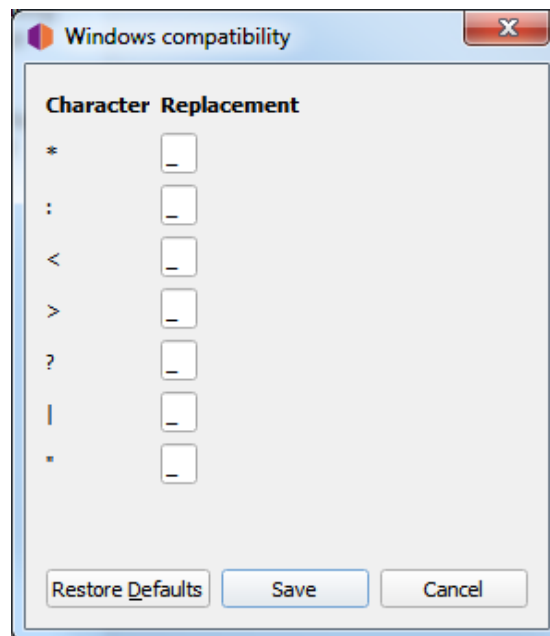 Windows compatibility
Character Replacement
* _
: _
< _
> _
? _
| _
" _
Restore Defaults Save Cancel